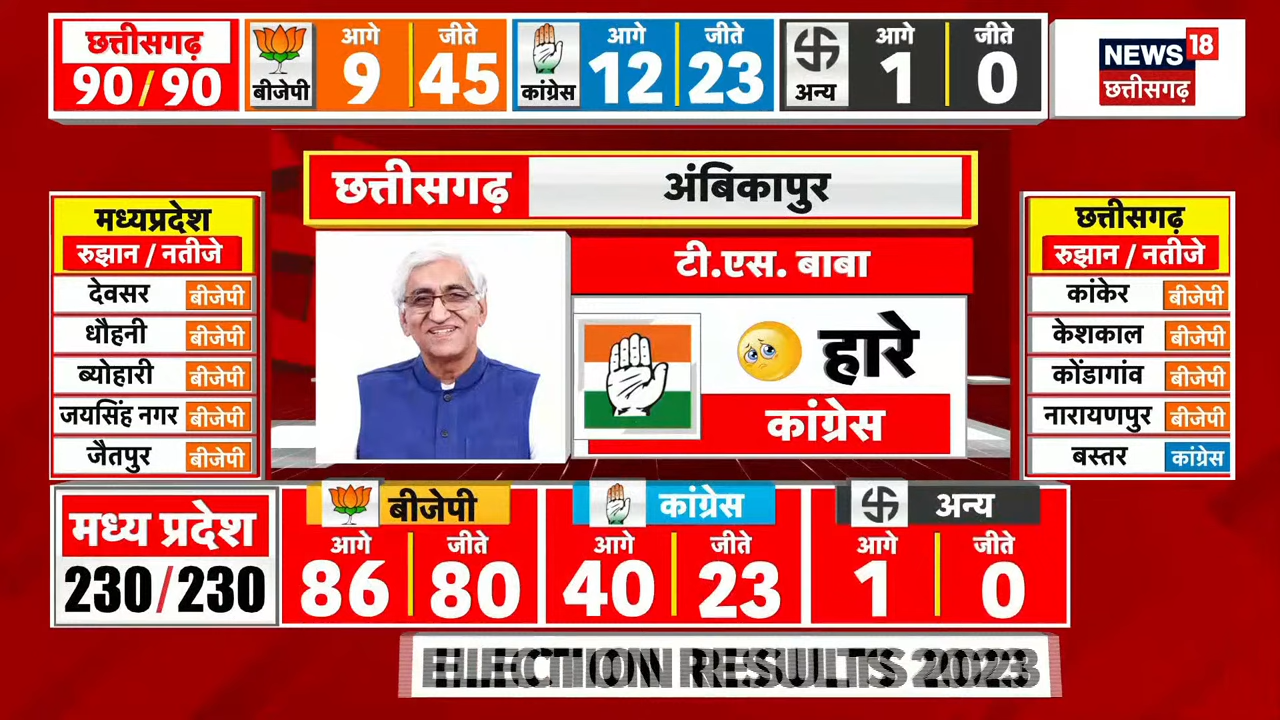 छत्तीसगढ़
90/90
बीजेपी
आगे जीते
9 45
कांग्रेस
आगे जीते
12 23
अन्य
आगे जीते
1 0
NEWS 18
छत्तीसगढ़
छत्तीसगढ़ अंबिकापुर
टी.एस. बाबा
हारे
कांग्रेस
मध्यप्रदेश
रुझान / नतीजे
देवसर बीजेपी
धौहनी बीजेपी
ब्योहारी बीजेपी
जयसिंह नगर बीजेपी
जैतपुर बीजेपी
छत्तीसगढ़
रुझान / नतीजे
कांकेर बीजेपी
केशकाल बीजेपी
कोंडागांव बीजेपी
नारायणपुर बीजेपी
बस्तर कांग्रेस
मध्य प्रदेश
230/230
बीजेपी
आगे जीते
86 80
कांग्रेस
आगे जीते
40 23
अन्य
आगे जीते
1 0
ELECTION RESULTS 2023